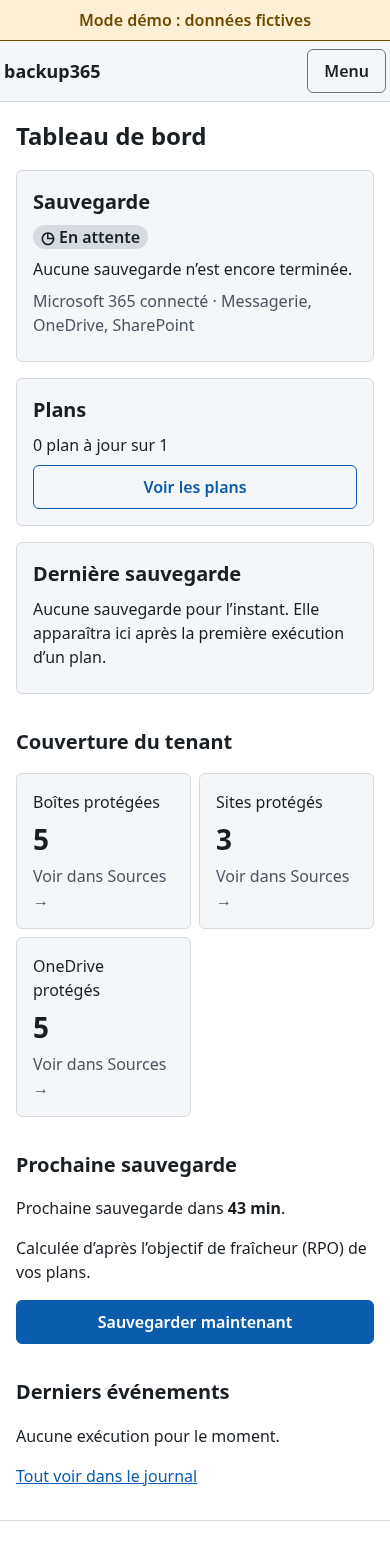 Mode démo : données fictives
backup365
Menu
Tableau de bord
Sauvegarde
En attente
Aucune sauvegarde n’est encore terminée.
Microsoft 365 connecté · Messagerie,
OneDrive, SharePoint
Plans
0 plan à jour sur 1
Voir les plans
Dernière sauvegarde
Aucune sauvegarde pour l’instant. Elle
apparaîtra ici après la première exécution
d’un plan.
Couverture du tenant
Boîtes protégées
5
Voir dans Sources
→
Sites protégés
3
Voir dans Sources
→
OneDrive
protégés
5
Voir dans Sources
→
Prochaine sauvegarde
Prochaine sauvegarde dans 43 min.
Calculée d’après l’objectif de fraîcheur (RPO) de
vos plans.
Sauvegarder maintenant
Derniers événements
Aucune exécution pour le moment.
Tout voir dans le journal